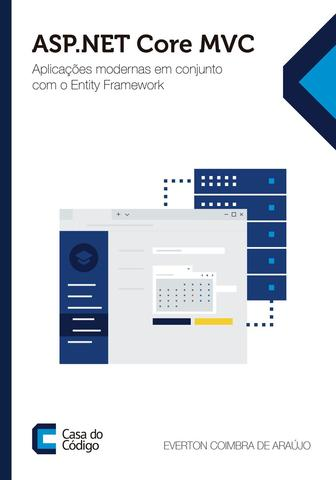 ASP.NET Core MVC
Aplicações modernas em conjunto
com o Entity Framework
Casa do
Código
EVERTON COIMBRA DE ARAÚJO